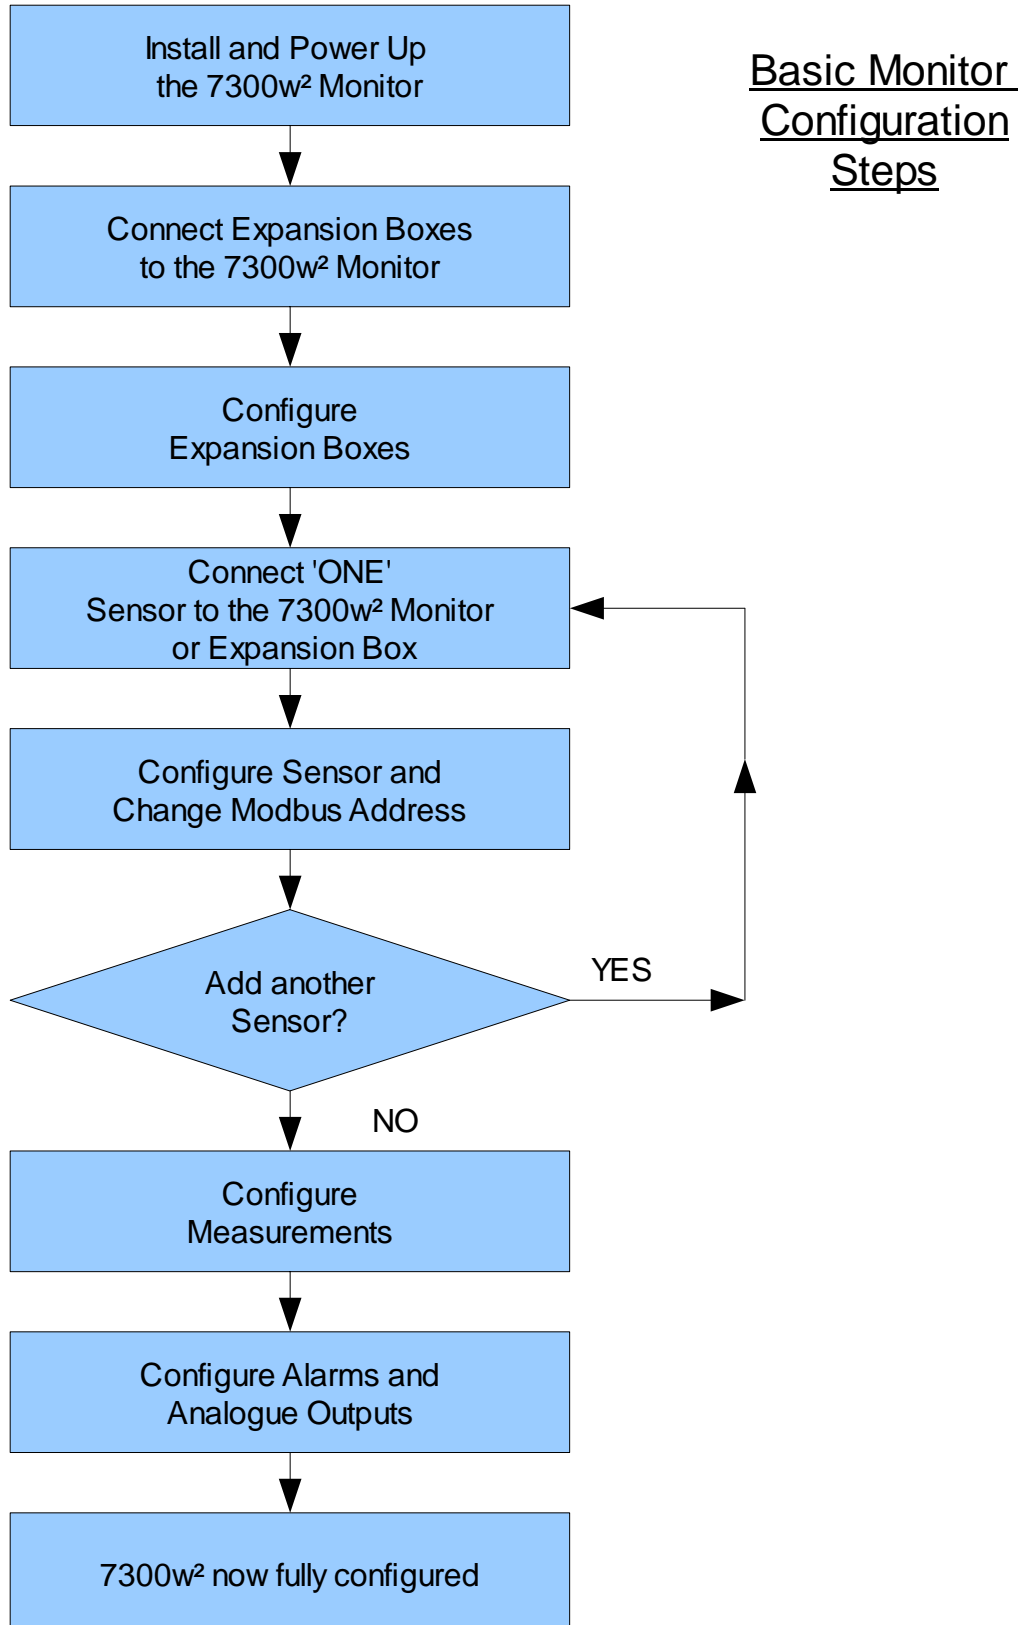 Basic Monitor
Configuration
Steps
Install and Power Up
the 7300w² Monitor
Connect Expansion Boxes
to the 7300w² Monitor
Configure
Expansion Boxes
Connect 'ONE'
Sensor to the 7300w² Monitor
or Expansion Box
Configure Sensor and
Change Modbus Address
Add another
Sensor?
YES
NO
Configure
Measurements
Configure Alarms and
Analogue Outputs
7300w² now fully configured